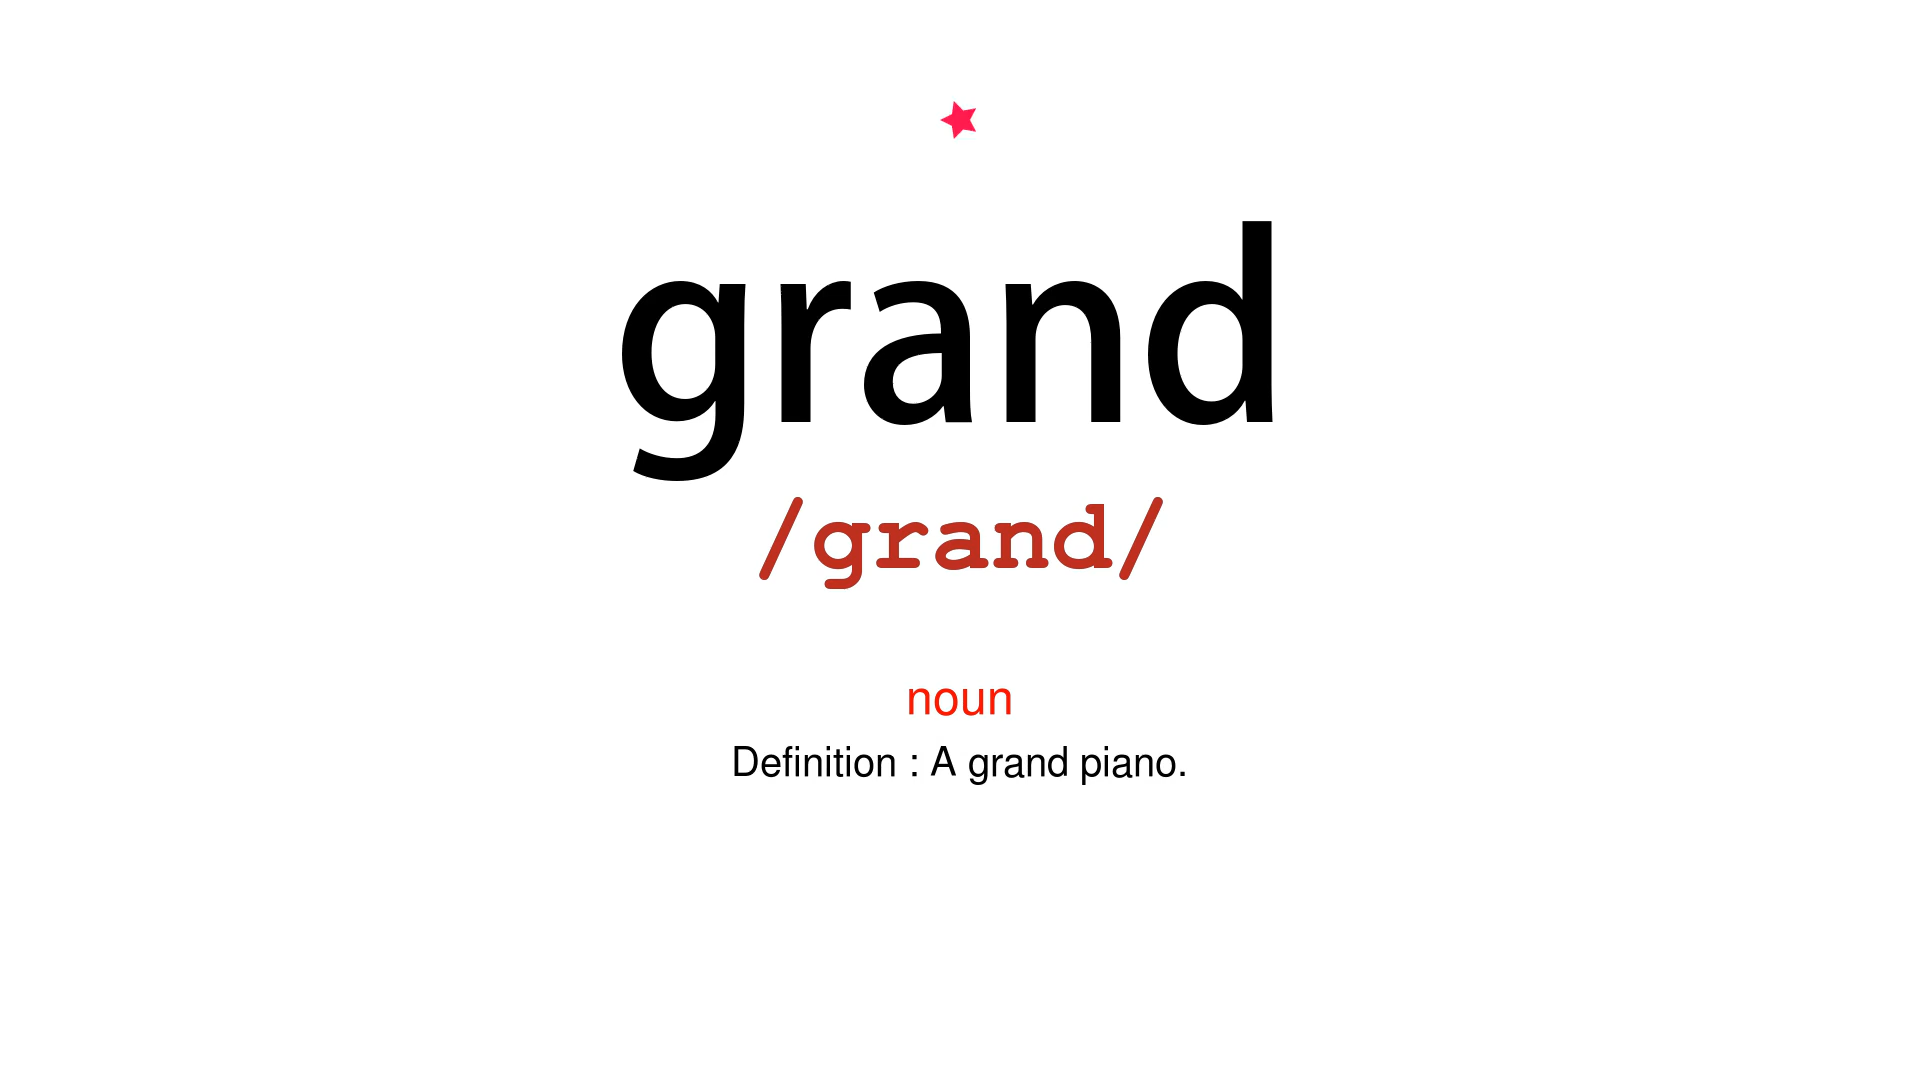 grand
/grand/
noun
Definition : A grand piano.